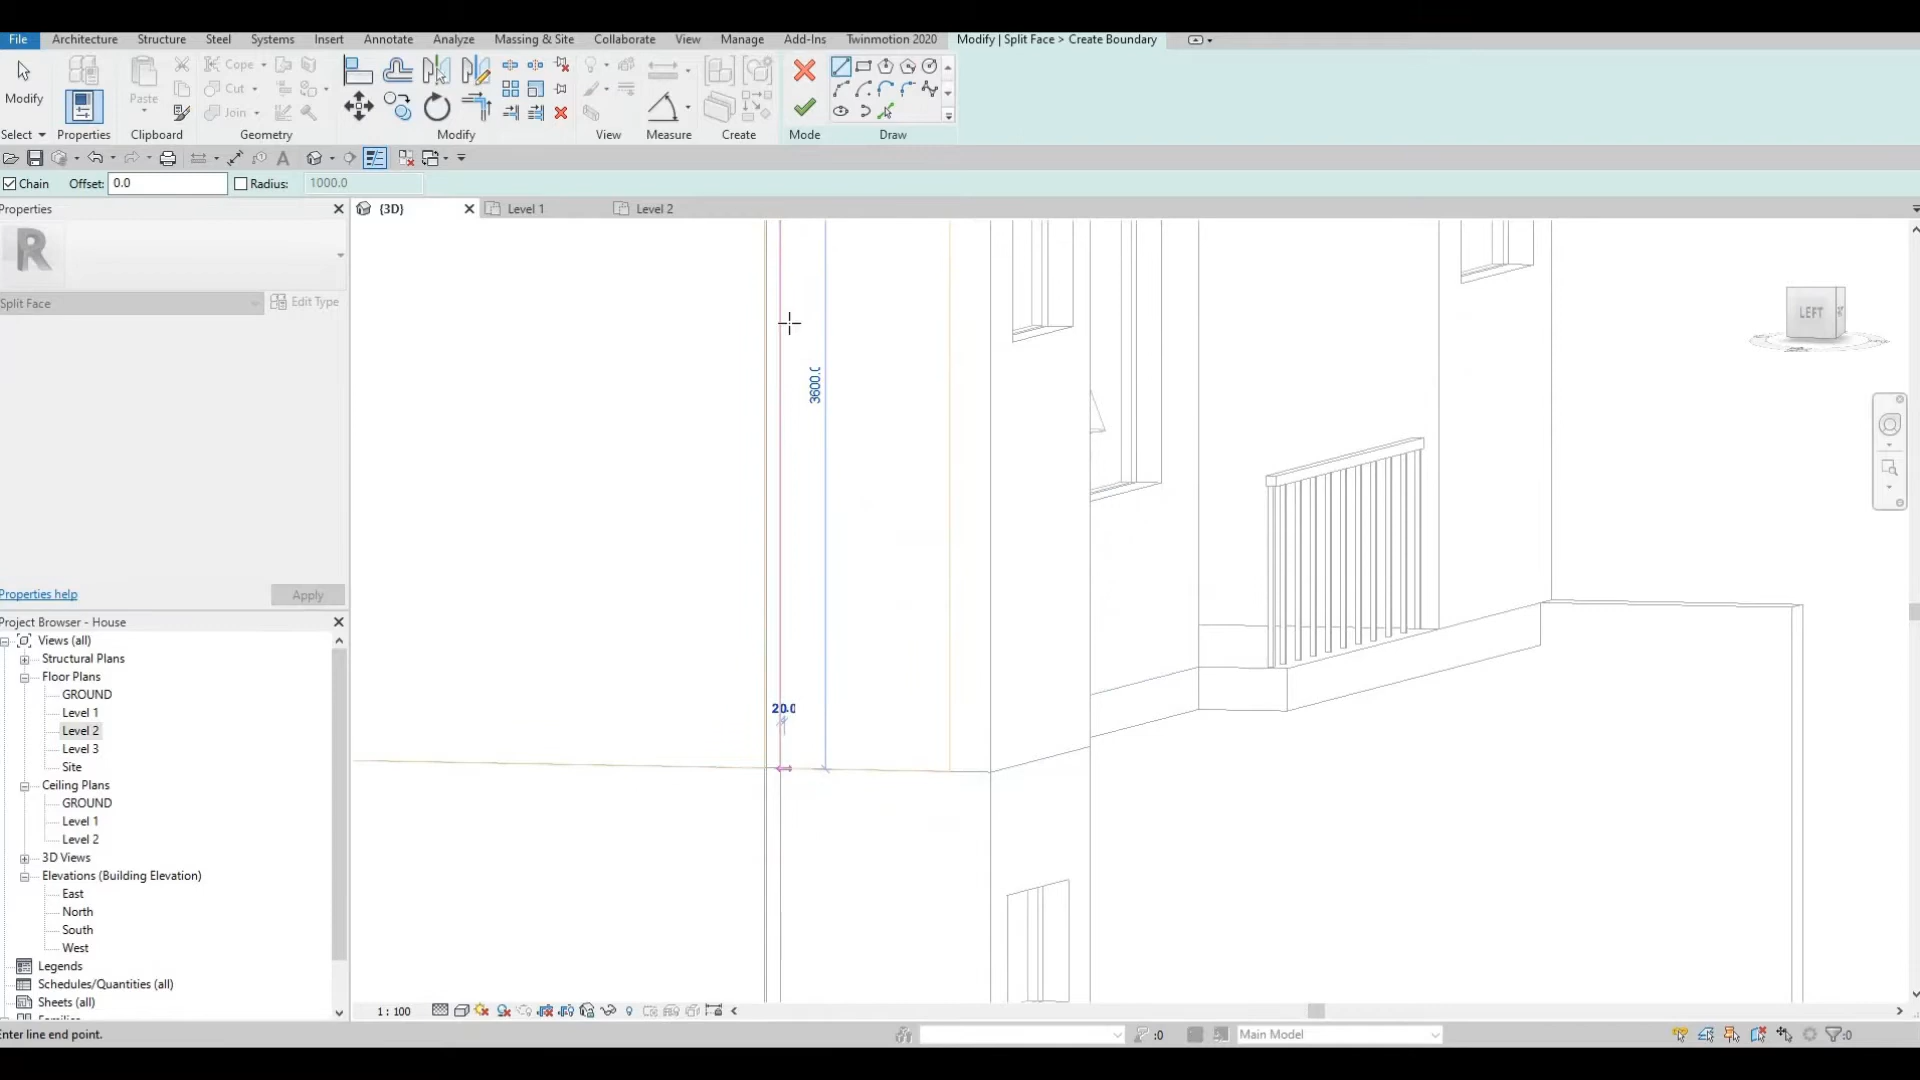 File Architecture Structure Steel Systems Insert Annotate Analyze Massing & Site Collaborate View Manage Add-Ins Twinmotion 2020 Modify | Split Face > Create Boundary
Modify
Paste
Cope
Cut
Join
Select Properties Clipboard Geometry Modify View Measure Create Mode Draw
Chain Offset: 0.0 Radius: 1000.0
Properties
{3D} Level 1 Level 2
R
Split Face Edit Type
LEFT
3600.0
20.0
Properties help Apply
Project Browser - House
Views (all)
Structural Plans
Floor Plans
GROUND
Level 1
Level 2
Level 3
Site
Ceiling Plans
GROUND
Level 1
Level 2
3D Views
Elevations (Building Elevation)
East
North
South
West
Legends
Schedules/Quantities (all)
Sheets (all)
1 : 100
Enter line end point.
:0
Main Model
:0